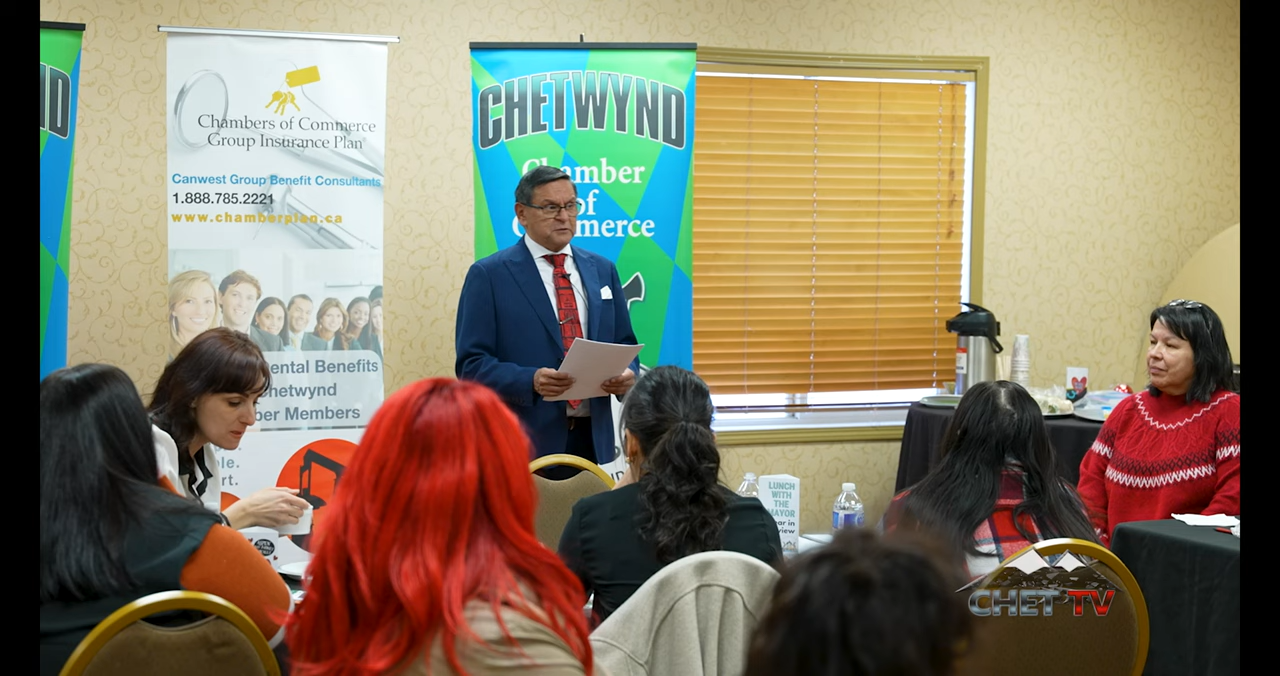 Chambers of Commerce
Group Insurance Plan
Canwest Group Benefit Consultants
1.888.785.2221
www.chamberplan.ca
ental Benefits
hetwynd
ber Members
CHETWYND
Chamber
of
merce
LUNCH
WITH
THE
MAYOR
CHET TV